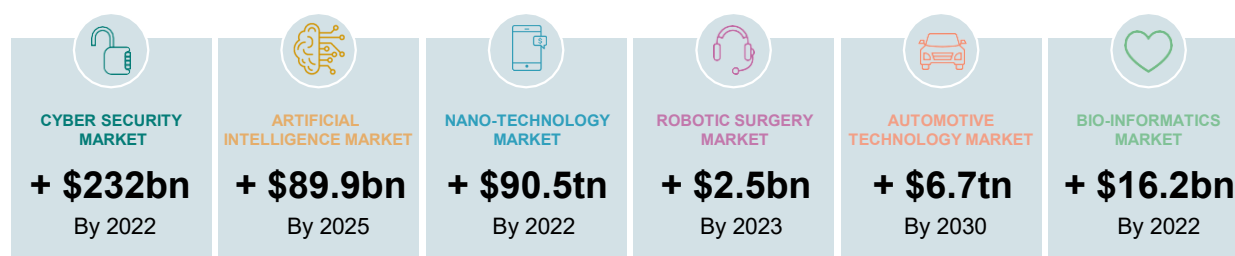 CYBER SECURITY
MARKET
+ $232bn
By 2022
ARTIFICIAL
INTELLIGENCE MARKET
+ $89.9bn
By 2025
$
NANO-TECHNOLOGY
MARKET
+ $90.5tn
By 2022
ROBOTIC SURGERY
MARKET
+ $2.5bn
By 2023
AUTOMOTIVE
TECHNOLOGY MARKET
+ $6.7tn
By 2030
BIO-INFORMATICS
MARKET
+ $16.2bn
By 2022